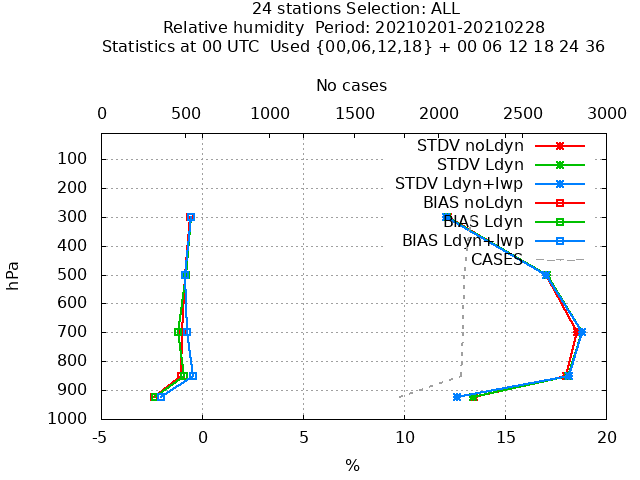 24 stations Selection: ALL
Relative humidity  Period: 20210201-20210228
Statistics at 00 UTC  Used {00,06,12,18} + 00 06 12 18 24 36
No cases
0 500 1000 1500 2000 2500 3000
STDV noLdyn
STDV Ldyn
STDV Ldyn+lwp
BIAS noLdyn
BIAS Ldyn
BIAS Ldyn+lwp
CASES
hPa
100
200
300
400
500
600
700
800
900
1000
-5 0 5 10 15 20
%